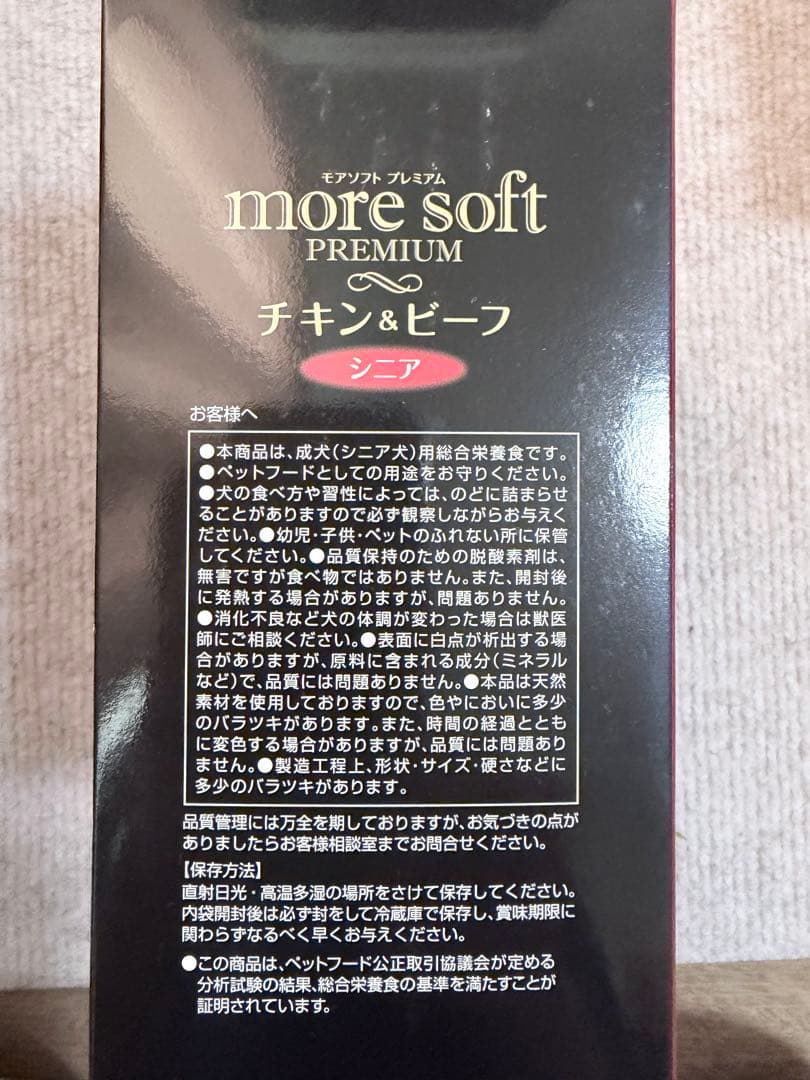 モアソフト プレミアム
more soft
PREMIUM
チキン&ビーフ
シニア
お客様へ
●本商品は、成犬(シニア犬)用総合栄養食です。
●ペットフードとしての用途をお守りください。
●犬の食べ方や習性によっては、のどに詰まらせ
ることがありますので必ず観察しながらお与えく
ださい。●幼児・子供・ペットのふれない所に保管
してください。●品質保持のための脱酸素剤は、
無害ですが食べ物ではありません。また、開封後
に発熱する場合がありますが、問題ありません。
●消化不良など犬の体調が変わった場合は獣医
師にご相談ください。●表面に白点が析出する場
合がありますが、原料に含まれる成分(ミネラル
など)で、品質には問題ありません。●本品は天然
素材を使用しておりますので、色やにおいに多少
のバラツキがあります。また、時間の経過ととも
に変色する場合がありますが、品質には問題あり
ません。●製造工程上、形状・サイズ・硬さなどに
多少のバラツキがあります。
品質管理には万全を期しておりますが、お気づきの点が
ありましたらお客様相談室までお問合せください。
【保存方法】
直射日光・高温多湿の場所をさけて保存してください。
内袋開封後は必ず封をして冷蔵庫で保存し、賞味期限に
関わらずなるべく早くお与えください。
●この商品は、ペットフード公正取引協議会が定める
分析試験の結果、総合栄養食の基準を満たすことが
証明されています。